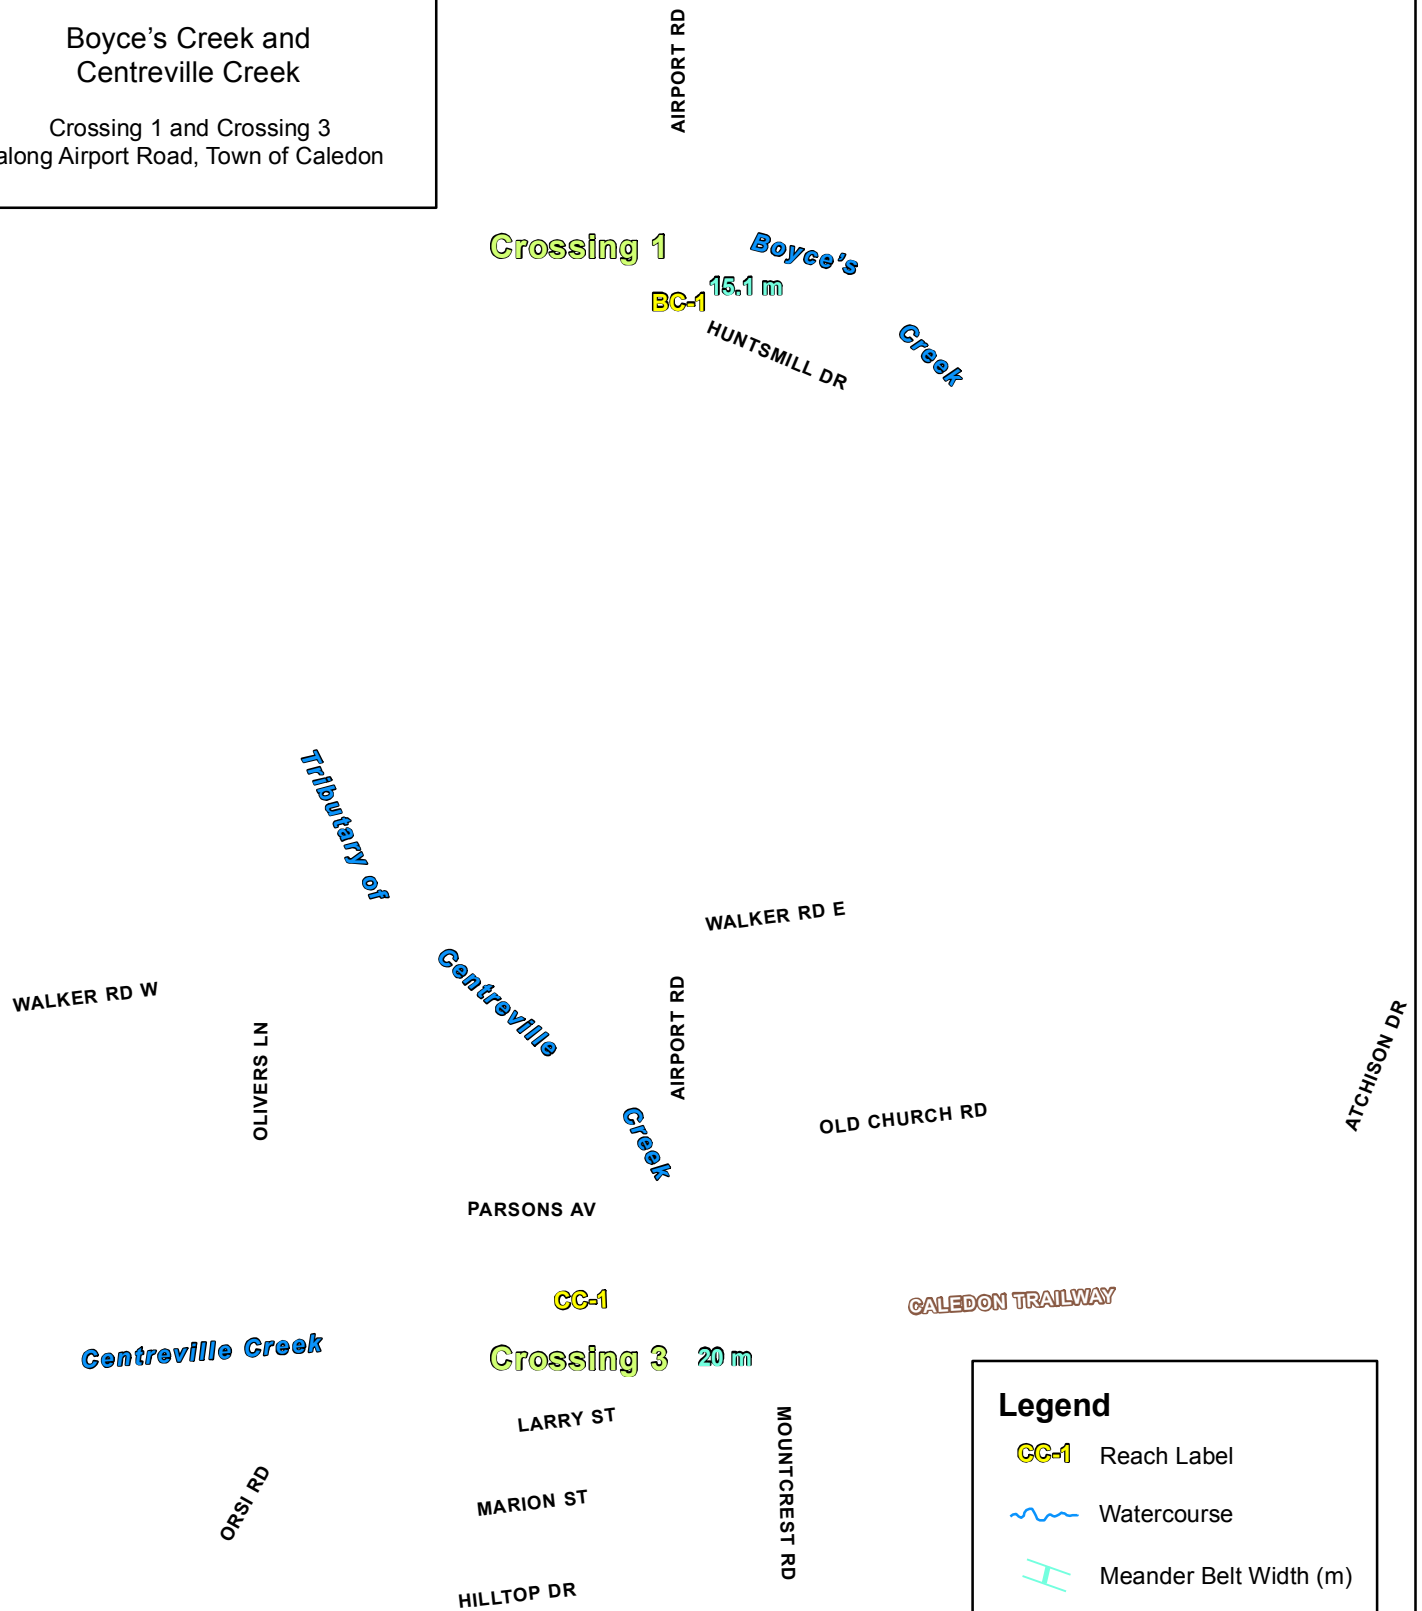 Boyce’s Creek and
Centreville Creek
Crossing 1 and Crossing 3
along Airport Road, Town of Caledon
AIRPORT RD
Crossing 1
Boyce's
15.1 m
BC-1
HUNTSMILL DR
Creek
Tributary of
WALKER RD E
Centreville
WALKER RD W
AIRPORT RD
OLIVERS LN
ATCHISON DR
OLD CHURCH RD
Creek
PARSONS AV
CC-1
CALEDON TRAILWAY
Centreville Creek
Crossing 3
20 m
LARRY ST
MOUNTCREST RD
ORSI RD
MARION ST
HILLTOP DR
Legend
CC-1 Reach Label
Watercourse
Meander Belt Width (m)